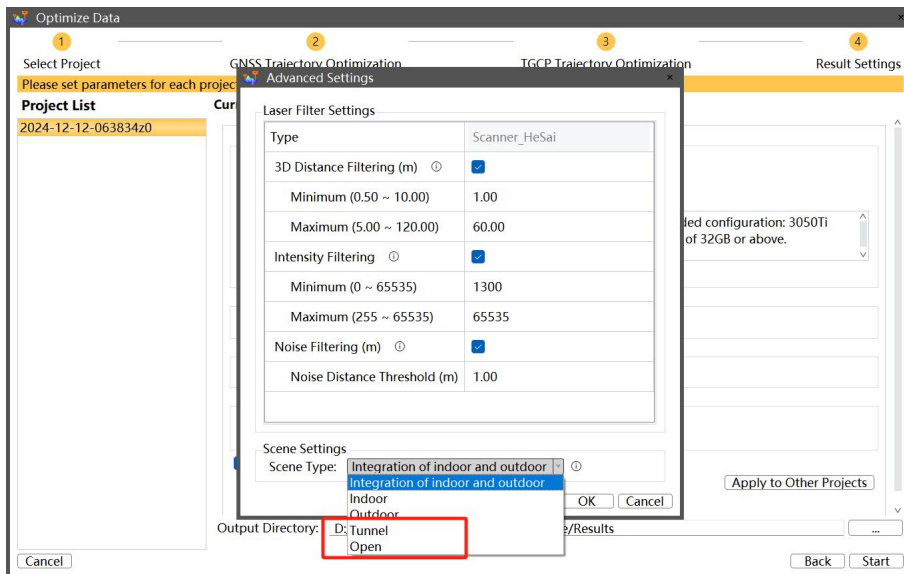 Optimize Data
×
1
2
3
4
Select Project
GNSS Trajectory Optimization
TGCP Trajectory Optimization
Result Settings
Please set parameters for each projec
Project List
Cur
2024-12-12-063834z0
Advanced Settings
×
Laser Filter Settings
Type
Scanner_HeSai
3D Distance Filtering (m)
Minimum (0.50 ~ 10.00)
1.00
Maximum (5.00 ~ 120.00)
60.00
Intensity Filtering
Minimum (0 ~ 65535)
1300
Maximum (255 ~ 65535)
65535
Noise Filtering (m)
Noise Distance Threshold (m)
1.00
ded configuration: 3050Ti
of 32GB or above.
Scene Settings
Scene Type:
Integration of indoor and outdoor
Integration of indoor and outdoor
Indoor
Outdoor
Tunnel
Open
OK
Cancel
Apply to Other Projects
Output Directory:
D:
e/Results
...
Cancel
Back
Start